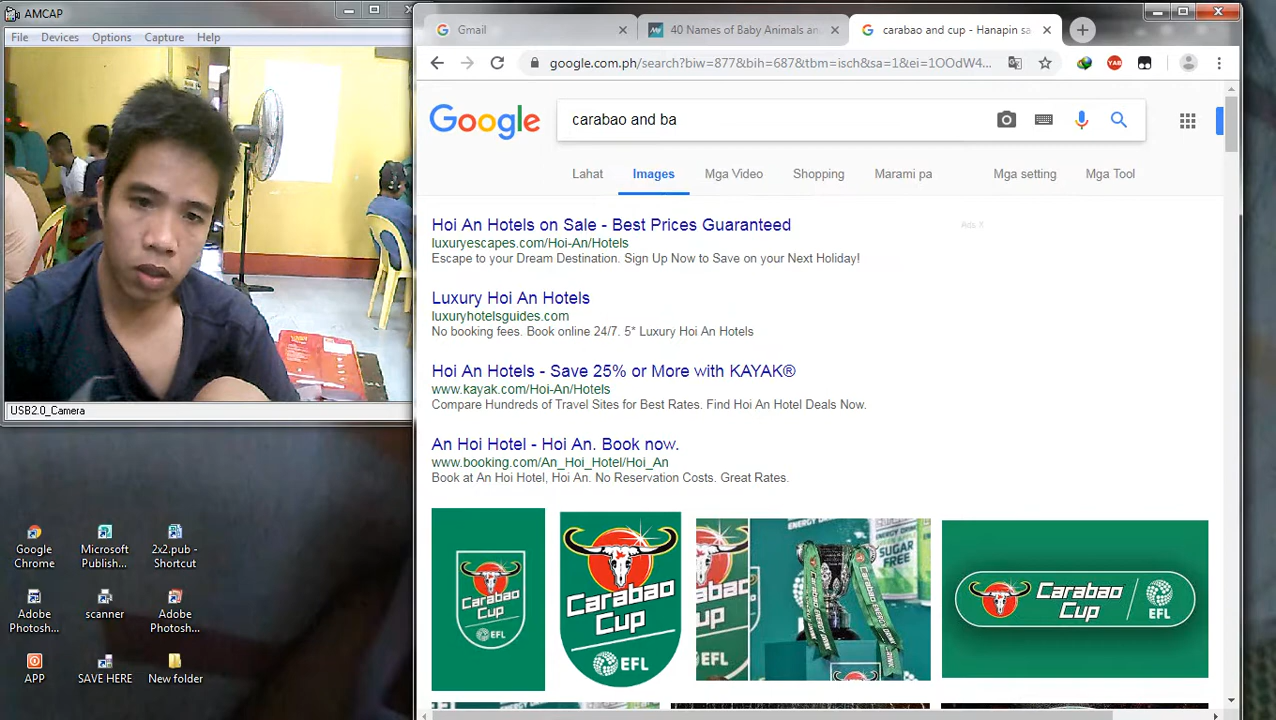 AMCAP
File Devices Options Capture Help
USB2.0_Camera
Google Chrome
Microsoft Publish...
2x2.pub - Shortcut
Adobe Photosh...
scanner
Adobe Photosh...
APP
SAVE HERE
New folder
Gmail
40 Names of Baby Animals an
carabao and cup - Hanapin sa
google.com.ph/search?biw=877&bih=687&tbm=isch&sa=1&ei=1OOdW4...
YAB
Google
carabao and ba
Lahat Images Mga Video Shopping Marami pa Mga setting Mga Tool
Hoi An Hotels on Sale - Best Prices Guaranteed
Ads X
luxuryescapes.com/Hoi-An/Hotels
Escape to your Dream Destination. Sign Up Now to Save on your Next Holiday!
Luxury Hoi An Hotels
luxuryhotelsguides.com
No booking fees. Book online 24/7. 5* Luxury Hoi An Hotels
Hoi An Hotels - Save 25% or More with KAYAK®
www.kayak.com/Hoi-An/Hotels
Compare Hundreds of Travel Sites for Best Rates. Find Hoi An Hotel Deals Now.
An Hoi Hotel - Hoi An. Book now.
www.booking.com/An_Hoi_Hotel/Hoi_An
Book at An Hoi Hotel, Hoi An. No Reservation Costs. Great Rates.
Carabao
Cup
EFL
Carabao
Cup
EFL
ENERGY DRINK
SUGAR
FREE
Carabao
Cup
EFL